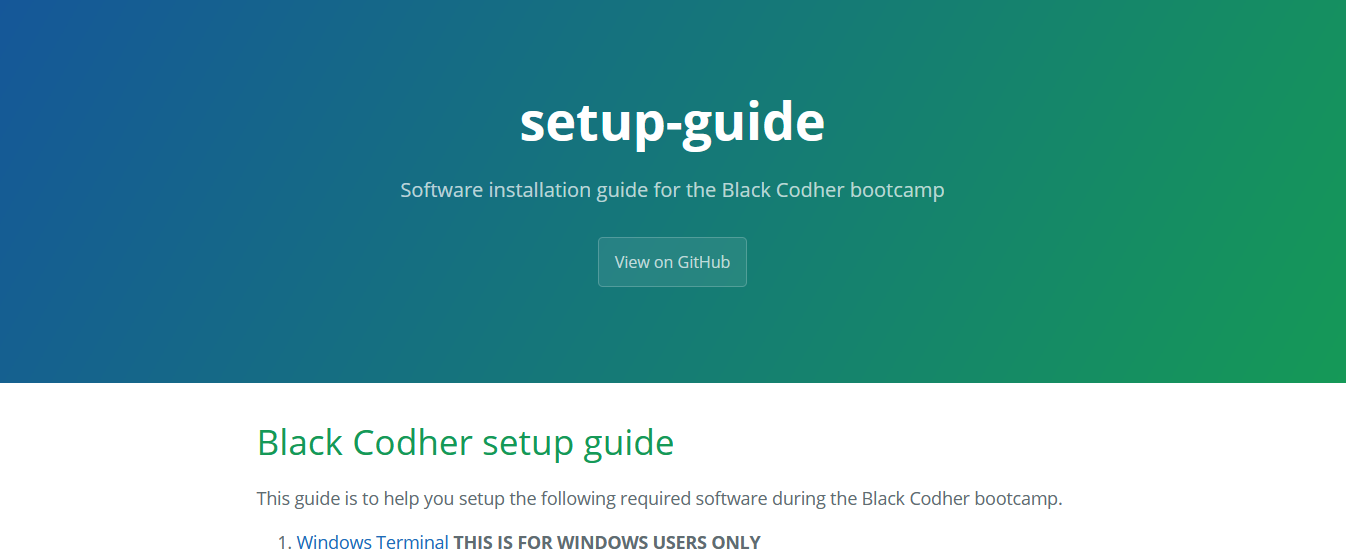 setup-guide
Software installation guide for the Black Codher bootcamp
View on GitHub
Black Codher setup guide
This guide is to help you setup the following required software during the Black Codher bootcamp.
1. Windows Terminal THIS IS FOR WINDOWS USERS ONLY